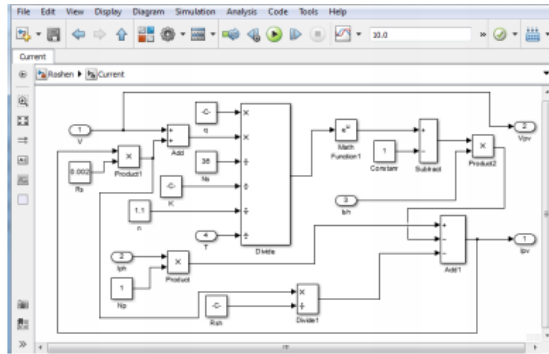 File Edit View Display Diagram Simulation Analysis Code Tools Help
10.0
Current
Roshen Current
1
V
Add
-C-
q
0.002
Rs
Product1
36
Ns
-C-
K
1.1
n
4
T
Divide
e^u
Math
Function1
1
Constant
Subtract
2
Vpv
Product2
3
Ish
2
Iph
1
Np
Product
-C-
Rsh
Divide1
Add1
1
Ipv